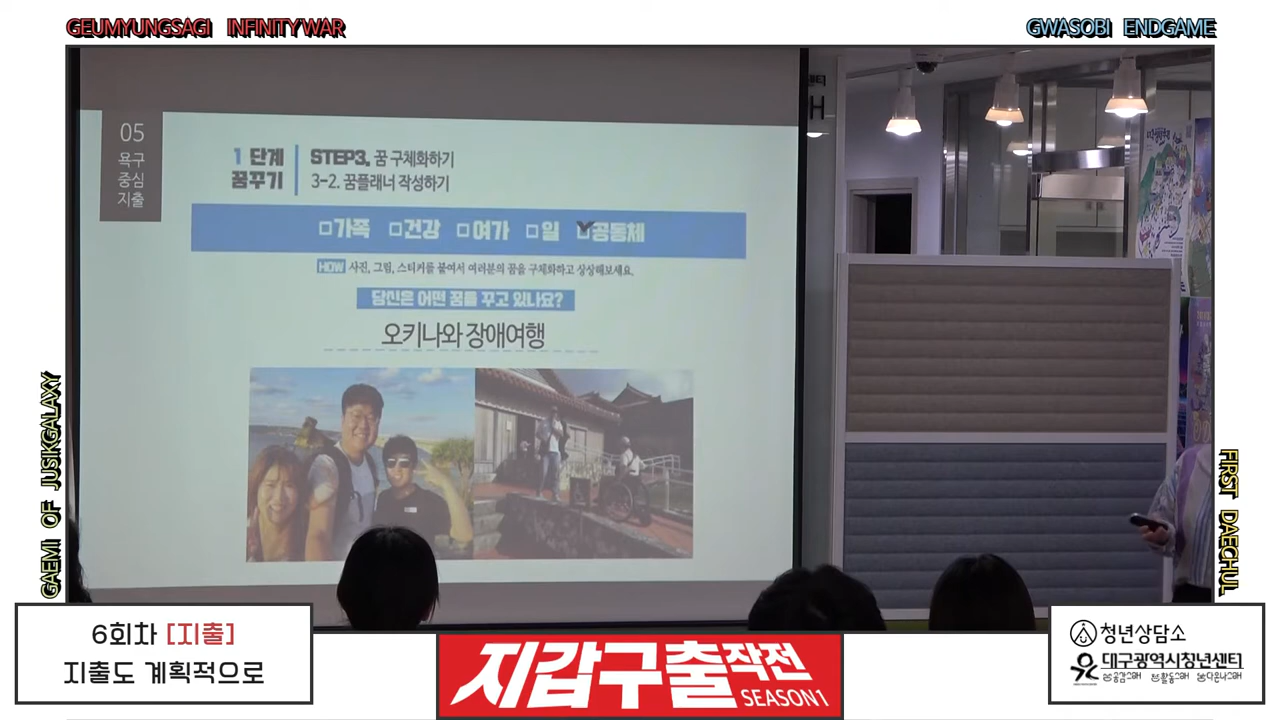 GEUMYUNGSAGI INFINITY WAR
GWASOBI ENDGAME
05
욕구
중심
지출
1 단계
꿈꾸기
STEP3. 꿈 구체화하기
3-2. 꿈플래너 작성하기
가족 건강 여가 일 공동체
HOW 사진, 그림, 스티커를 붙여서 여러분의 꿈을 구체화하고 상상해보세요.
당신은 어떤 꿈을 꾸고 있나요?
오키나와 장애여행
센터
H
GAEMI OF JUSIKGALAXY
FIRST DAECHUL
6회차 [지출]
지출도 계획적으로
지갑구출작전
SEASON1
청년상담소
대구광역시청년센터